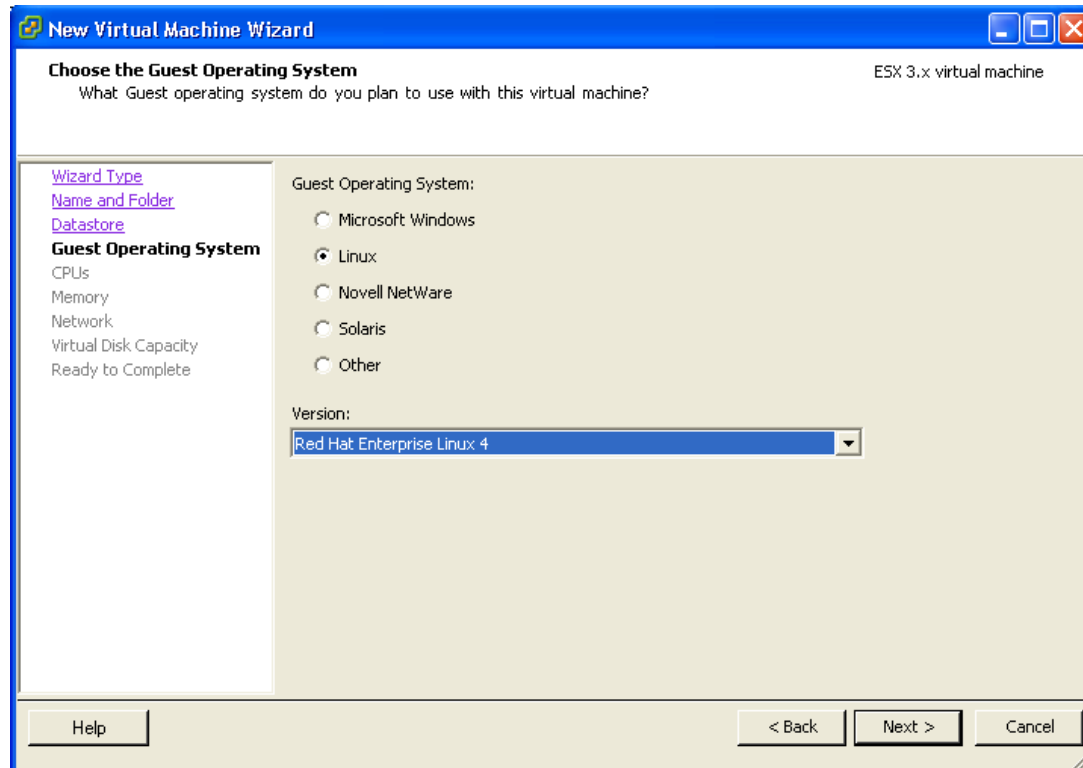 New Virtual Machine Wizard
Choose the Guest Operating System
ESX 3.x virtual machine
What Guest operating system do you plan to use with this virtual machine?
Wizard Type
Name and Folder
Datastore
Guest Operating System
CPUs
Memory
Network
Virtual Disk Capacity
Ready to Complete
Guest Operating System:
Microsoft Windows
Linux
Novell NetWare
Solaris
Other
Version:
Red Hat Enterprise Linux 4
Help
< Back
Next >
Cancel